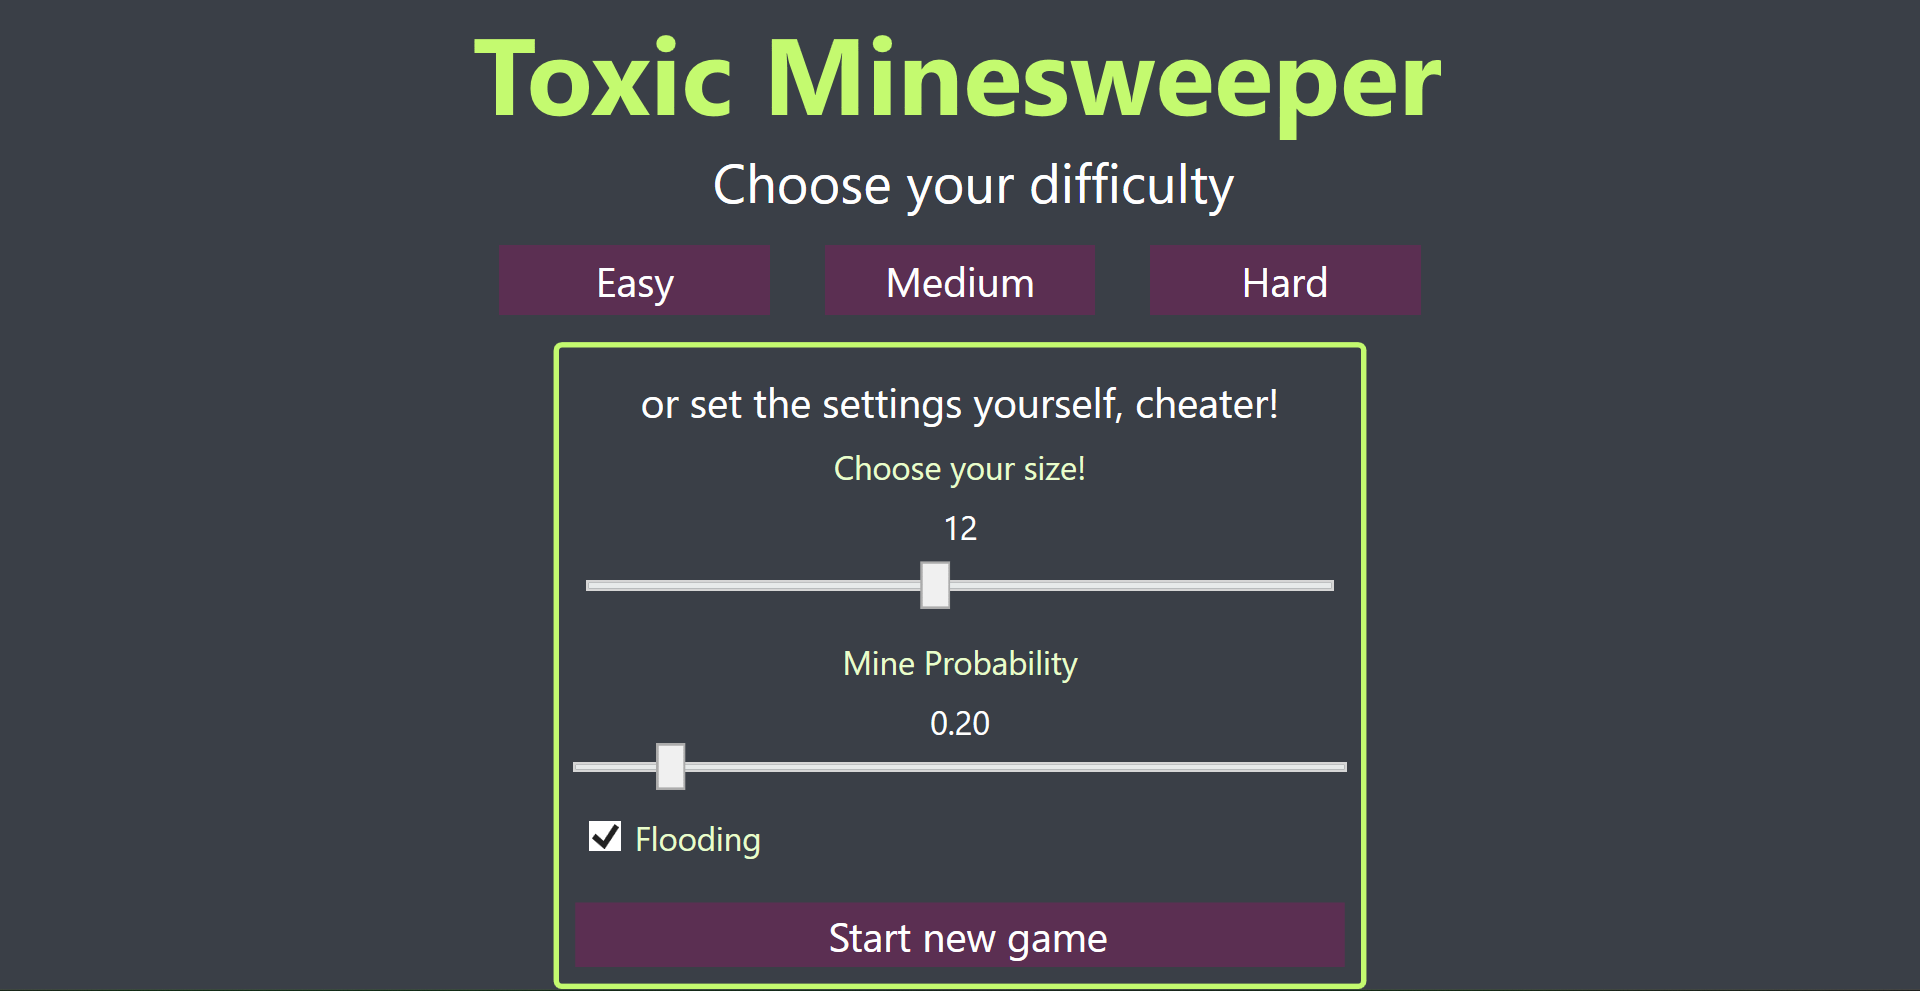 Toxic Minesweeper
Choose your difficulty
Easy Medium Hard
or set the settings yourself, cheater!
Choose your size!
12
Mine Probability
0.20
Flooding
Start new game